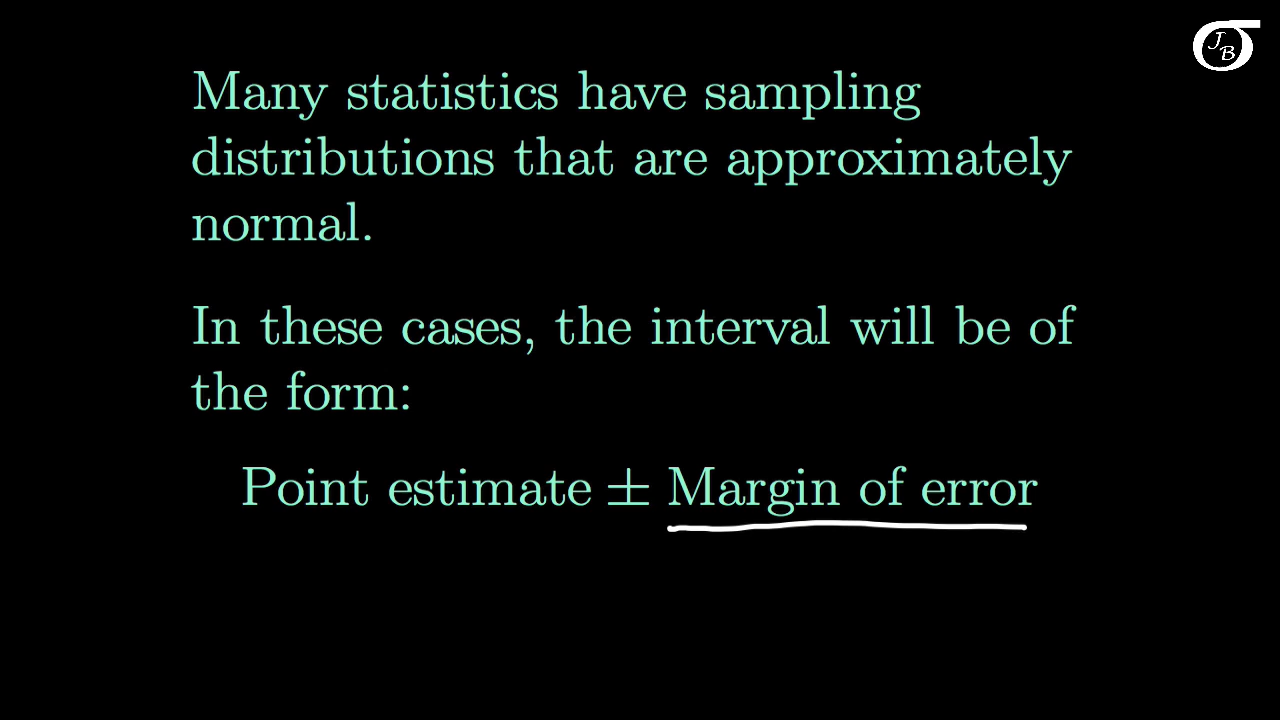 JB
Many statistics have sampling
distributions that are approximately
normal.
In these cases, the interval will be of
the form:
Point estimate ± Margin of error